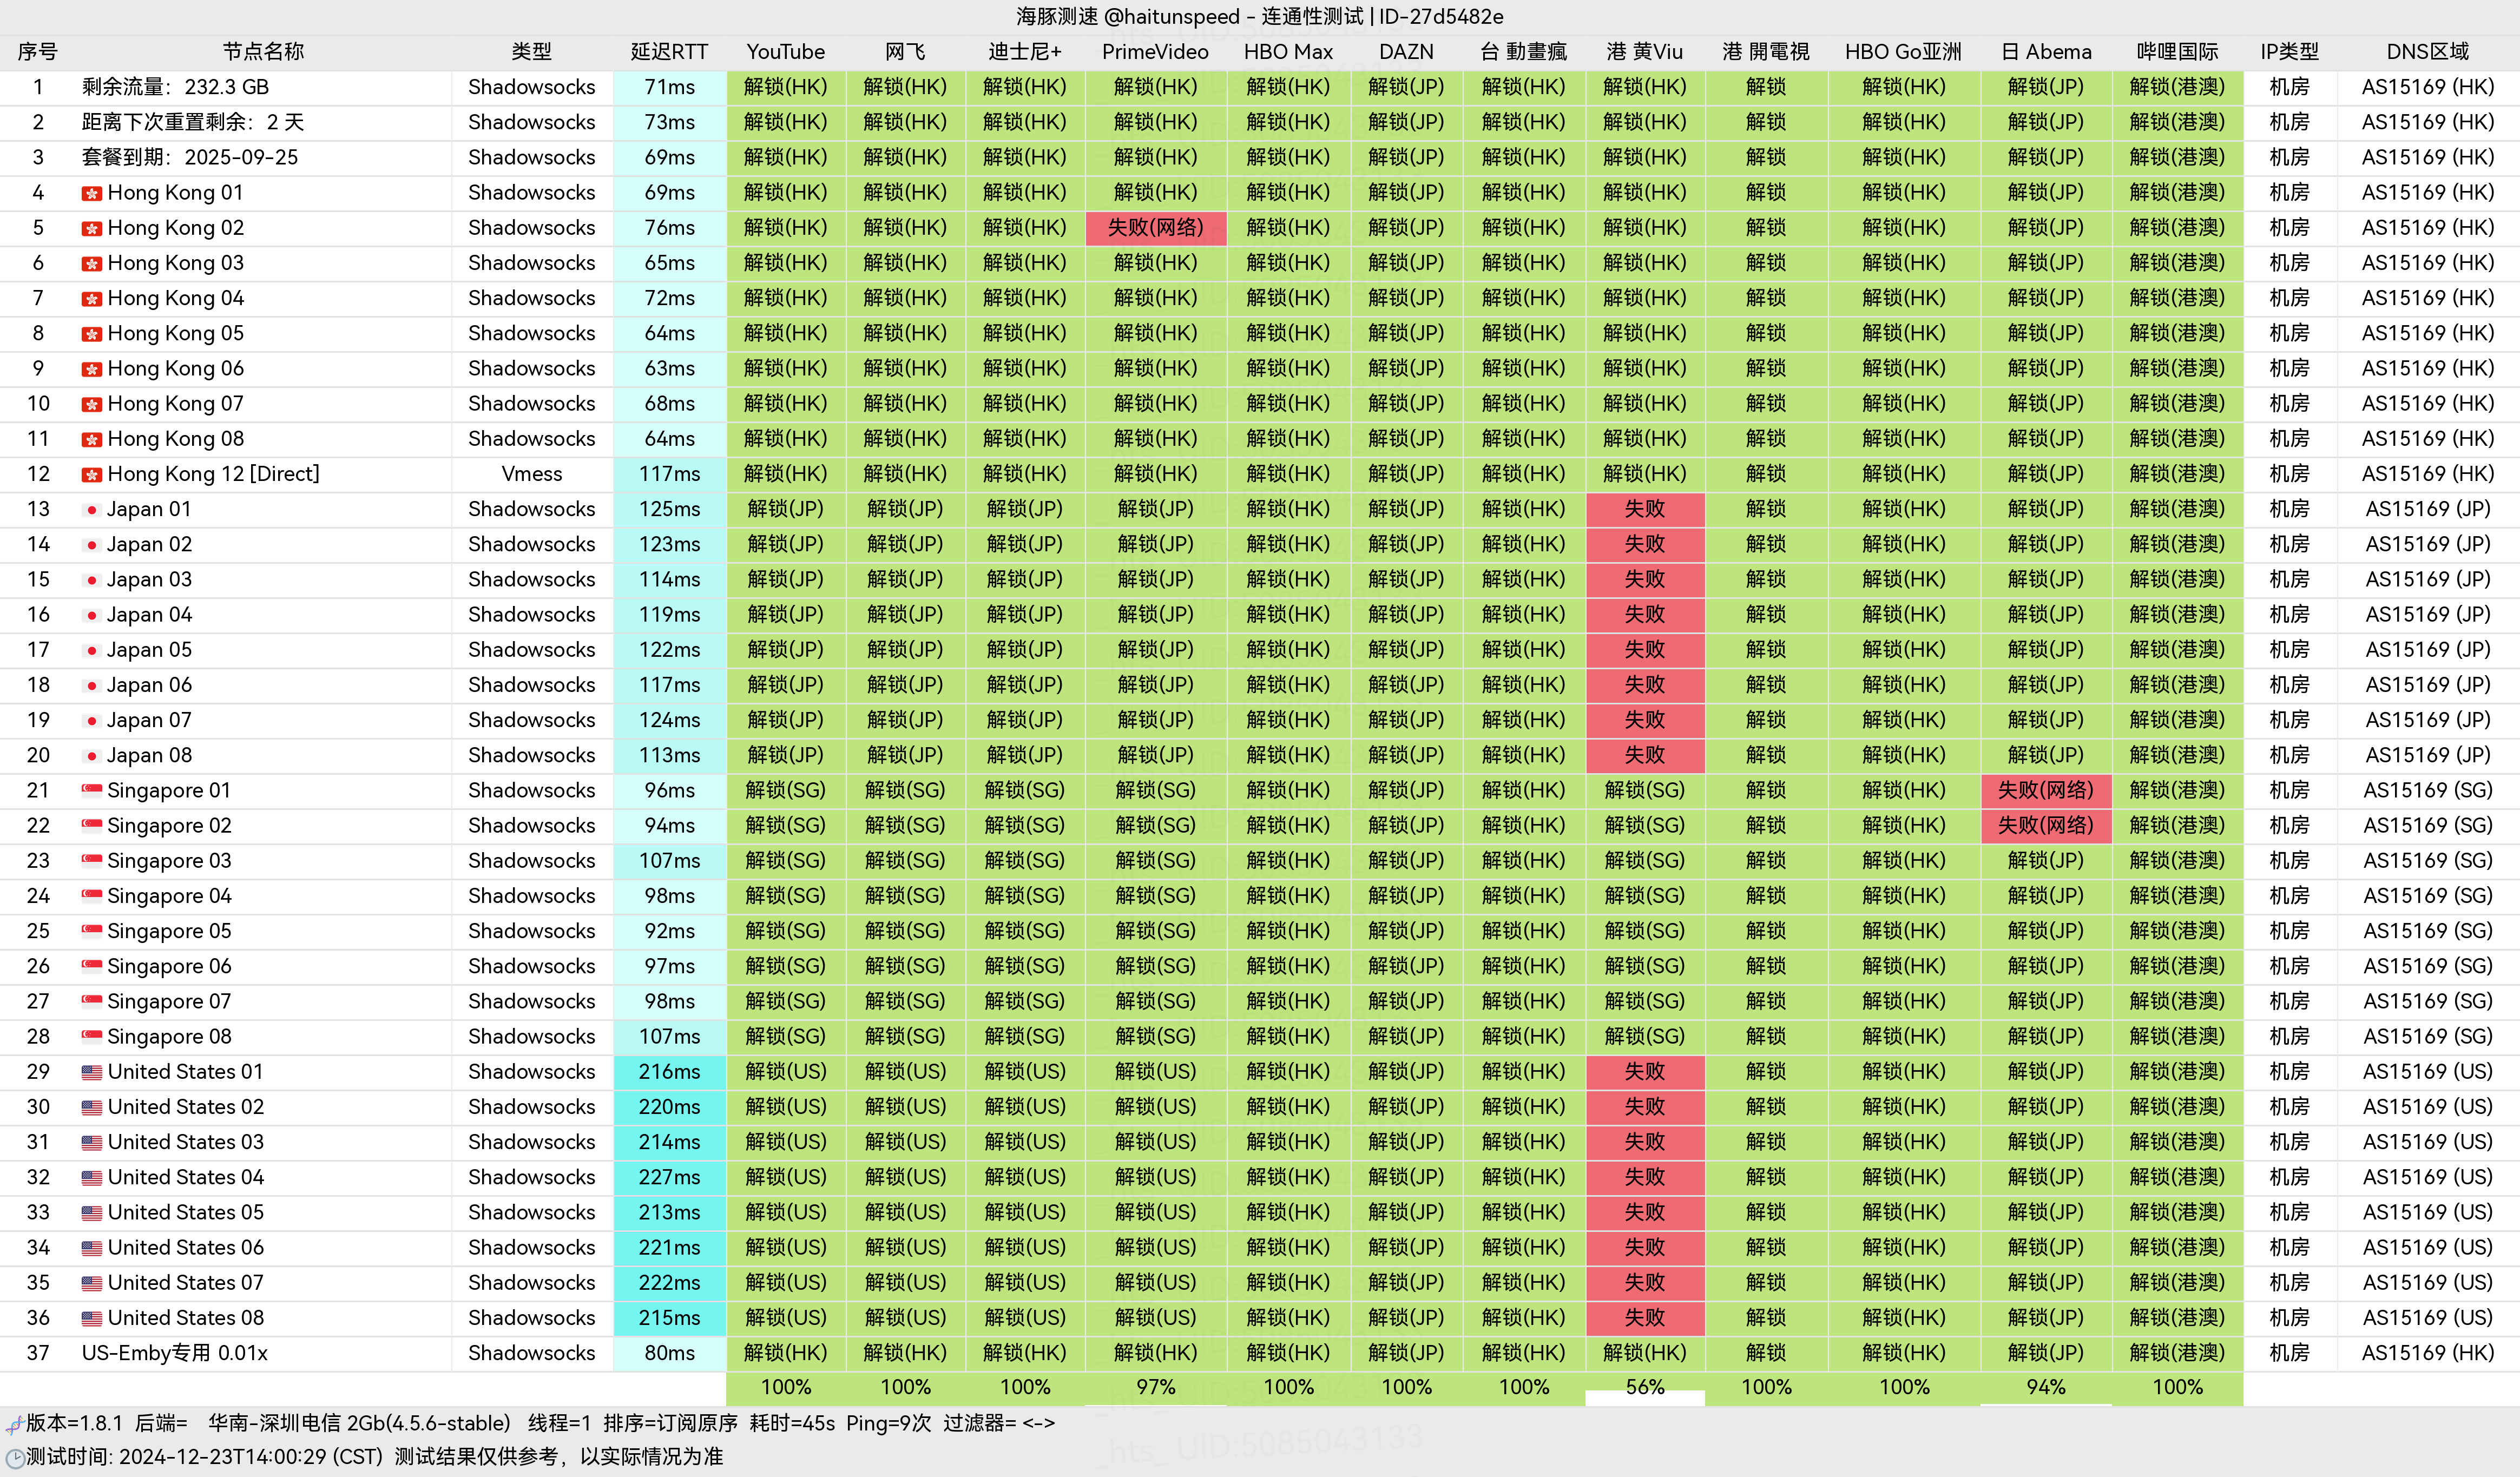 海豚测速 @haitunspeed - 连通性测试 | ID-27d5482e
序号 节点名称 类型 延迟RTT YouTube 网飞 迪士尼+ PrimeVideo HBO Max DAZN 台 動畫瘋 港 黄Viu 港 開電視 HBO Go亚洲 日 Abema 哔哩国际 IP类型 DNS区域
1 剩余流量：232.3 GB Shadowsocks 71ms 解锁(HK) 解锁(HK) 解锁(HK) 解锁(HK) 解锁(HK) 解锁(JP) 解锁(HK) 解锁(HK) 解锁 解锁(HK) 解锁(JP) 解锁(港澳) 机房 AS15169 (HK)
2 距离下次重置剩余：2 天 Shadowsocks 73ms 解锁(HK) 解锁(HK) 解锁(HK) 解锁(HK) 解锁(HK) 解锁(JP) 解锁(HK) 解锁(HK) 解锁 解锁(HK) 解锁(JP) 解锁(港澳) 机房 AS15169 (HK)
3 套餐到期：2025-09-25 Shadowsocks 69ms 解锁(HK) 解锁(HK) 解锁(HK) 解锁(HK) 解锁(HK) 解锁(JP) 解锁(HK) 解锁(HK) 解锁 解锁(HK) 解锁(JP) 解锁(港澳) 机房 AS15169 (HK)
4 Hong Kong 01 Shadowsocks 69ms 解锁(HK) 解锁(HK) 解锁(HK) 解锁(HK) 解锁(HK) 解锁(JP) 解锁(HK) 解锁(HK) 解锁 解锁(HK) 解锁(JP) 解锁(港澳) 机房 AS15169 (HK)
5 Hong Kong 02 Shadowsocks 76ms 解锁(HK) 解锁(HK) 解锁(HK) 失败(网络) 解锁(HK) 解锁(JP) 解锁(HK) 解锁(HK) 解锁 解锁(HK) 解锁(JP) 解锁(港澳) 机房 AS15169 (HK)
6 Hong Kong 03 Shadowsocks 65ms 解锁(HK) 解锁(HK) 解锁(HK) 解锁(HK) 解锁(HK) 解锁(JP) 解锁(HK) 解锁(HK) 解锁 解锁(HK) 解锁(JP) 解锁(港澳) 机房 AS15169 (HK)
7 Hong Kong 04 Shadowsocks 72ms 解锁(HK) 解锁(HK) 解锁(HK) 解锁(HK) 解锁(HK) 解锁(JP) 解锁(HK) 解锁(HK) 解锁 解锁(HK) 解锁(JP) 解锁(港澳) 机房 AS15169 (HK)
8 Hong Kong 05 Shadowsocks 64ms 解锁(HK) 解锁(HK) 解锁(HK) 解锁(HK) 解锁(HK) 解锁(JP) 解锁(HK) 解锁(HK) 解锁 解锁(HK) 解锁(JP) 解锁(港澳) 机房 AS15169 (HK)
9 Hong Kong 06 Shadowsocks 63ms 解锁(HK) 解锁(HK) 解锁(HK) 解锁(HK) 解锁(HK) 解锁(JP) 解锁(HK) 解锁(HK) 解锁 解锁(HK) 解锁(JP) 解锁(港澳) 机房 AS15169 (HK)
10 Hong Kong 07 Shadowsocks 68ms 解锁(HK) 解锁(HK) 解锁(HK) 解锁(HK) 解锁(HK) 解锁(JP) 解锁(HK) 解锁(HK) 解锁 解锁(HK) 解锁(JP) 解锁(港澳) 机房 AS15169 (HK)
11 Hong Kong 08 Shadowsocks 64ms 解锁(HK) 解锁(HK) 解锁(HK) 解锁(HK) 解锁(HK) 解锁(JP) 解锁(HK) 解锁(HK) 解锁 解锁(HK) 解锁(JP) 解锁(港澳) 机房 AS15169 (HK)
12 Hong Kong 12 [Direct] Vmess 117ms 解锁(HK) 解锁(HK) 解锁(HK) 解锁(HK) 解锁(HK) 解锁(JP) 解锁(HK) 解锁(HK) 解锁 解锁(HK) 解锁(JP) 解锁(港澳) 机房 AS15169 (HK)
13 Japan 01 Shadowsocks 125ms 解锁(JP) 解锁(JP) 解锁(JP) 解锁(JP) 解锁(HK) 解锁(JP) 解锁(HK) 失败 解锁 解锁(HK) 解锁(JP) 解锁(港澳) 机房 AS15169 (JP)
14 Japan 02 Shadowsocks 123ms 解锁(JP) 解锁(JP) 解锁(JP) 解锁(JP) 解锁(HK) 解锁(JP) 解锁(HK) 失败 解锁 解锁(HK) 解锁(JP) 解锁(港澳) 机房 AS15169 (JP)
15 Japan 03 Shadowsocks 114ms 解锁(JP) 解锁(JP) 解锁(JP) 解锁(JP) 解锁(HK) 解锁(JP) 解锁(HK) 失败 解锁 解锁(HK) 解锁(JP) 解锁(港澳) 机房 AS15169 (JP)
16 Japan 04 Shadowsocks 119ms 解锁(JP) 解锁(JP) 解锁(JP) 解锁(JP) 解锁(HK) 解锁(JP) 解锁(HK) 失败 解锁 解锁(HK) 解锁(JP) 解锁(港澳) 机房 AS15169 (JP)
17 Japan 05 Shadowsocks 122ms 解锁(JP) 解锁(JP) 解锁(JP) 解锁(JP) 解锁(HK) 解锁(JP) 解锁(HK) 失败 解锁 解锁(HK) 解锁(JP) 解锁(港澳) 机房 AS15169 (JP)
18 Japan 06 Shadowsocks 117ms 解锁(JP) 解锁(JP) 解锁(JP) 解锁(JP) 解锁(HK) 解锁(JP) 解锁(HK) 失败 解锁 解锁(HK) 解锁(JP) 解锁(港澳) 机房 AS15169 (JP)
19 Japan 07 Shadowsocks 124ms 解锁(JP) 解锁(JP) 解锁(JP) 解锁(JP) 解锁(HK) 解锁(JP) 解锁(HK) 失败 解锁 解锁(HK) 解锁(JP) 解锁(港澳) 机房 AS15169 (JP)
20 Japan 08 Shadowsocks 113ms 解锁(JP) 解锁(JP) 解锁(JP) 解锁(JP) 解锁(HK) 解锁(JP) 解锁(HK) 失败 解锁 解锁(HK) 解锁(JP) 解锁(港澳) 机房 AS15169 (JP)
21 Singapore 01 Shadowsocks 96ms 解锁(SG) 解锁(SG) 解锁(SG) 解锁(SG) 解锁(HK) 解锁(JP) 解锁(HK) 解锁(SG) 解锁 解锁(HK) 失败(网络) 解锁(港澳) 机房 AS15169 (SG)
22 Singapore 02 Shadowsocks 94ms 解锁(SG) 解锁(SG) 解锁(SG) 解锁(SG) 解锁(HK) 解锁(JP) 解锁(HK) 解锁(SG) 解锁 解锁(HK) 失败(网络) 解锁(港澳) 机房 AS15169 (SG)
23 Singapore 03 Shadowsocks 107ms 解锁(SG) 解锁(SG) 解锁(SG) 解锁(SG) 解锁(HK) 解锁(JP) 解锁(HK) 解锁(SG) 解锁 解锁(HK) 解锁(JP) 解锁(港澳) 机房 AS15169 (SG)
24 Singapore 04 Shadowsocks 98ms 解锁(SG) 解锁(SG) 解锁(SG) 解锁(SG) 解锁(HK) 解锁(JP) 解锁(HK) 解锁(SG) 解锁 解锁(HK) 解锁(JP) 解锁(港澳) 机房 AS15169 (SG)
25 Singapore 05 Shadowsocks 92ms 解锁(SG) 解锁(SG) 解锁(SG) 解锁(SG) 解锁(HK) 解锁(JP) 解锁(HK) 解锁(SG) 解锁 解锁(HK) 解锁(JP) 解锁(港澳) 机房 AS15169 (SG)
26 Singapore 06 Shadowsocks 97ms 解锁(SG) 解锁(SG) 解锁(SG) 解锁(SG) 解锁(HK) 解锁(JP) 解锁(HK) 解锁(SG) 解锁 解锁(HK) 解锁(JP) 解锁(港澳) 机房 AS15169 (SG)
27 Singapore 07 Shadowsocks 98ms 解锁(SG) 解锁(SG) 解锁(SG) 解锁(SG) 解锁(HK) 解锁(JP) 解锁(HK) 解锁(SG) 解锁 解锁(HK) 解锁(JP) 解锁(港澳) 机房 AS15169 (SG)
28 Singapore 08 Shadowsocks 107ms 解锁(SG) 解锁(SG) 解锁(SG) 解锁(SG) 解锁(HK) 解锁(JP) 解锁(HK) 解锁(SG) 解锁 解锁(HK) 解锁(JP) 解锁(港澳) 机房 AS15169 (SG)
29 United States 01 Shadowsocks 216ms 解锁(US) 解锁(US) 解锁(US) 解锁(US) 解锁(HK) 解锁(JP) 解锁(HK) 失败 解锁 解锁(HK) 解锁(JP) 解锁(港澳) 机房 AS15169 (US)
30 United States 02 Shadowsocks 220ms 解锁(US) 解锁(US) 解锁(US) 解锁(US) 解锁(HK) 解锁(JP) 解锁(HK) 失败 解锁 解锁(HK) 解锁(JP) 解锁(港澳) 机房 AS15169 (US)
31 United States 03 Shadowsocks 214ms 解锁(US) 解锁(US) 解锁(US) 解锁(US) 解锁(HK) 解锁(JP) 解锁(HK) 失败 解锁 解锁(HK) 解锁(JP) 解锁(港澳) 机房 AS15169 (US)
32 United States 04 Shadowsocks 227ms 解锁(US) 解锁(US) 解锁(US) 解锁(US) 解锁(HK) 解锁(JP) 解锁(HK) 失败 解锁 解锁(HK) 解锁(JP) 解锁(港澳) 机房 AS15169 (US)
33 United States 05 Shadowsocks 213ms 解锁(US) 解锁(US) 解锁(US) 解锁(US) 解锁(HK) 解锁(JP) 解锁(HK) 失败 解锁 解锁(HK) 解锁(JP) 解锁(港澳) 机房 AS15169 (US)
34 United States 06 Shadowsocks 221ms 解锁(US) 解锁(US) 解锁(US) 解锁(US) 解锁(HK) 解锁(JP) 解锁(HK) 失败 解锁 解锁(HK) 解锁(JP) 解锁(港澳) 机房 AS15169 (US)
35 United States 07 Shadowsocks 222ms 解锁(US) 解锁(US) 解锁(US) 解锁(US) 解锁(HK) 解锁(JP) 解锁(HK) 失败 解锁 解锁(HK) 解锁(JP) 解锁(港澳) 机房 AS15169 (US)
36 United States 08 Shadowsocks 215ms 解锁(US) 解锁(US) 解锁(US) 解锁(US) 解锁(HK) 解锁(JP) 解锁(HK) 失败 解锁 解锁(HK) 解锁(JP) 解锁(港澳) 机房 AS15169 (US)
37 US-Emby专用 0.01x Shadowsocks 80ms 解锁(HK) 解锁(HK) 解锁(HK) 解锁(HK) 解锁(HK) 解锁(JP) 解锁(HK) 解锁(HK) 解锁 解锁(HK) 解锁(JP) 解锁(港澳) 机房 AS15169 (HK)
100% 100% 100% 97% 100% 100% 100% 56% 100% 100% 94% 100%
版本=1.8.1 后端= 华南-深圳电信 2Gb(4.5.6-stable) 线程=1 排序=订阅原序 耗时=45s Ping=9次 过滤器= <->
测试时间: 2024-12-23T14:00:29 (CST) 测试结果仅供参考，以实际情况为准
_hts_ UID:5085043133